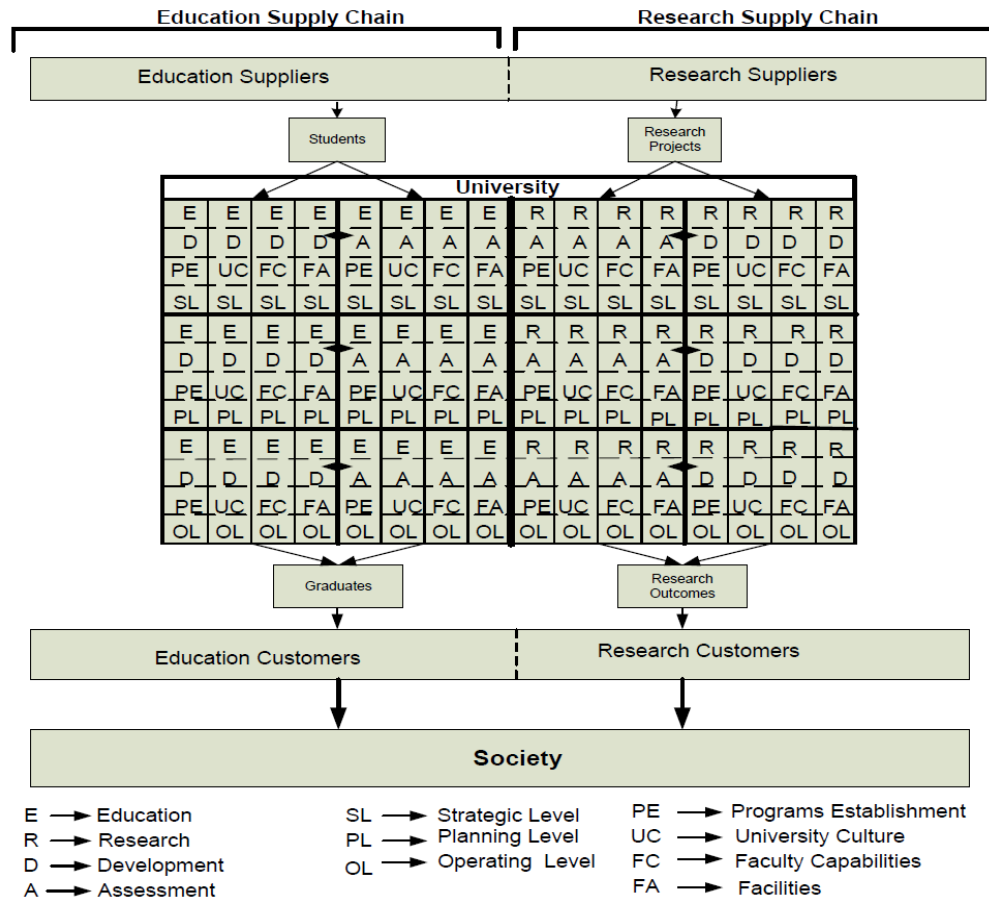 Education Supply Chain Research Supply Chain
Education Suppliers Research Suppliers
Students Research
Projects
University
E E E E E E E E R R R R R R R R
D D D D A A A A A A A A D D D D
PE UC FC FA PE UC FC FA PE UC FC FA PE UC FC FA
SL SL SL SL SL SL SL SL SL SL SL SL SL SL SL SL
E E E E E E E E R R R R R R R R
D D D D A A A A A A A A D D D D
PE UC FC FA PE UC FC FA PE UC FC FA PE UC FC FA
PL PL PL PL PL PL PL PL PL PL PL PL PL PL PL PL
E E E E E E E E R R R R R R R R
D D D D A A A A A A A A D D D D
PE UC FC FA PE UC FC FA PE UC FC FA PE UC FC FA
OL OL OL OL OL OL OL OL OL OL OL OL OL OL OL OL
Graduates Research
Outcomes
Education Customers Research Customers
Society
E Education
R Research
D Development
A Assessment
SL Strategic Level
PL Planning Level
OL Operating Level
PE Programs Establishment
UC University Culture
FC Faculty Capabilities
FA Facilities